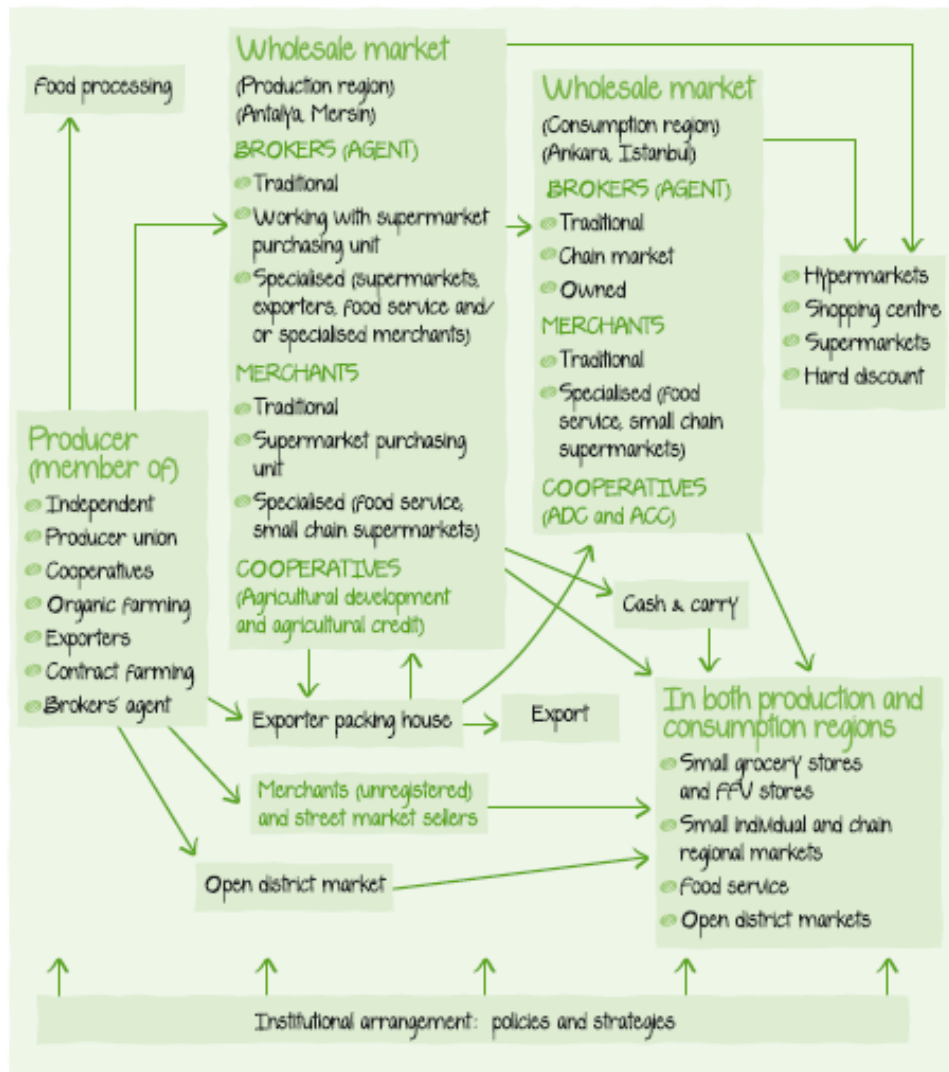 Food processing
Wholesale market
(Production region)
(Antalya, Mersin)
BROKERS (AGENT)
Traditional
Working with supermarket
purchasing unit
Specialised (supermarkets,
exporters, food service and/
or specialised merchants)
MERCHANTS
Traditional
Supermarket purchasing
unit
Specialised (food service,
small chain supermarkets)
COOPERATIVES
(Agricultural development
and agricultural credit)
Wholesale market
(Consumption region)
(Ankara, Istanbul)
BROKERS (AGENT)
Traditional
Chain market
Owned
MERCHANTS
Traditional
Specialised (food
service, small chain
supermarkets)
COOPERATIVES
(ADC and ACC)
Hypermarkets
Shopping centre
Supermarkets
Hard discount
Producer
(member of)
Independent
Producer union
Cooperatives
Organic farming
Exporters
Contract farming
Brokers' agent
Cash & carry
Exporter packing house
Export
Merchants (unregistered)
and street market sellers
Open district market
In both production and
consumption regions
Small grocery stores
and FFV stores
Small individual and chain
regional markets
Food service
Open district markets
Institutional arrangement: policies and strategies